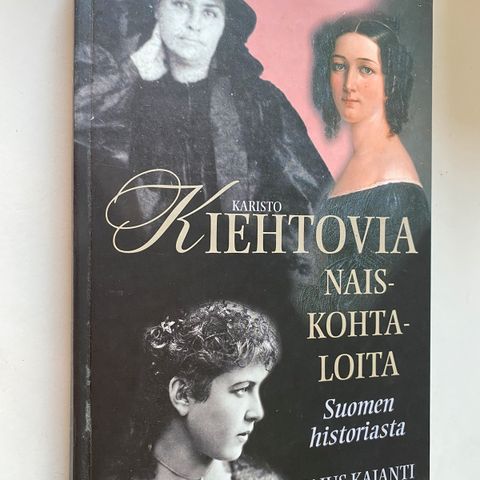 KARISTO
KIEHTOVIA
NAIS-
KOHTA-
LOITA
Suomen
historiasta
KAJANTI